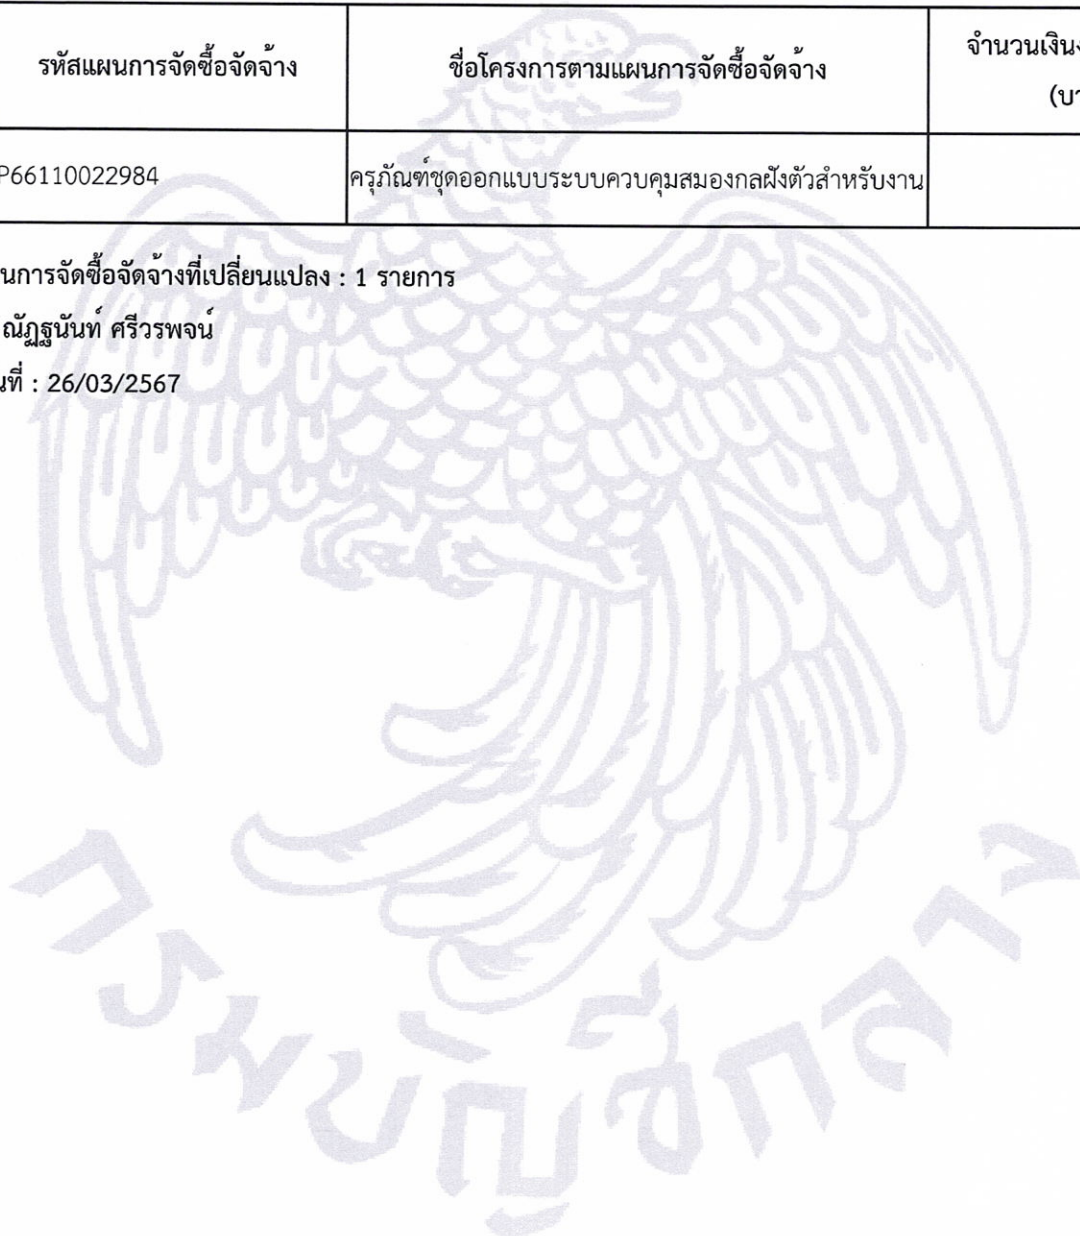 รหัสแผนการจัดซื้อจัดจ้าง
ชื่อโครงการตามแผนการจัดซื้อจัดจ้าง
จำนวนเงิน
P66110022984
ครุภัณฑ์ชุดออกแบบระบบควบคุมสมองกลฝังตัวสำหรับงาน
นการจัดซื้อจัดจ้างที่เปลี่ยนแปลง : 1 รายการ
ณัฏฐนันท์ ศรีวรพจน์
นที่ : 26/03/2567
กรมบัญชีกลาง